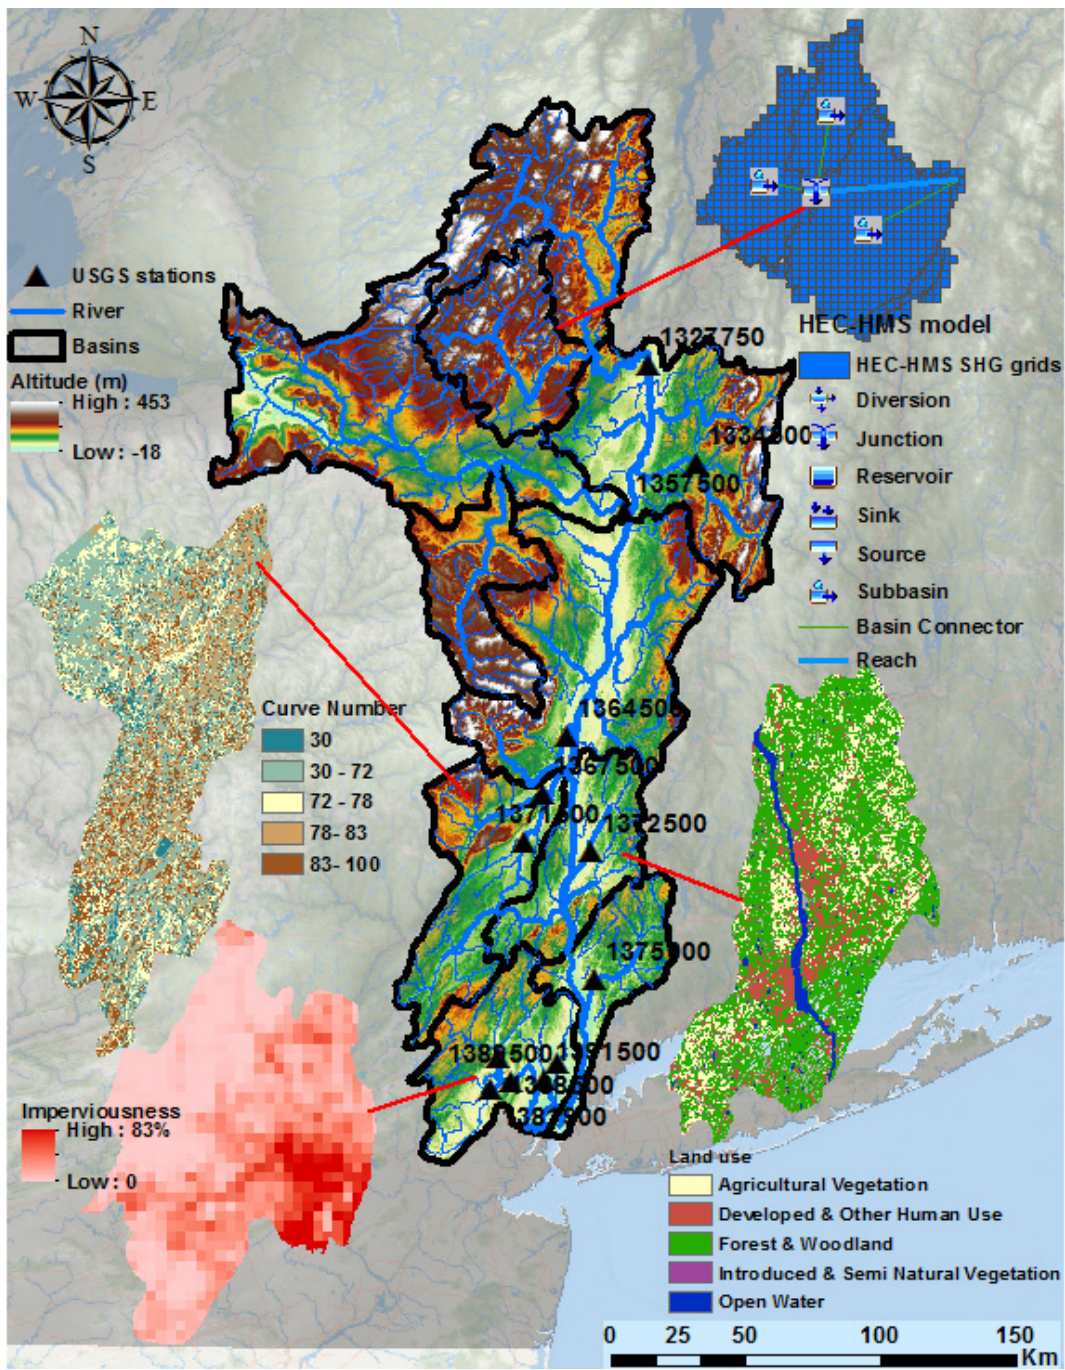 N
W E
S
USGS stations
River
Basins
Altitude (m)
High : 453
Low : -18
1327750
1357500
1364500
1367500
1372500
HEC-HMS model
HEC-HMS SHG grids
Diversion
Junction
Reservoir
Sink
Source
Subbasin
Basin Connector
Reach
Curve Number
30
30 - 72
72 - 78
78- 83
83- 100
Imperviousness
High : 83%
Low : 0
Land use
Agricultural Vegetation
Developed & Other Human Use
Forest & Woodland
Introduced & Semi Natural Vegetation
Open Water
0 25 50 100 150
Km